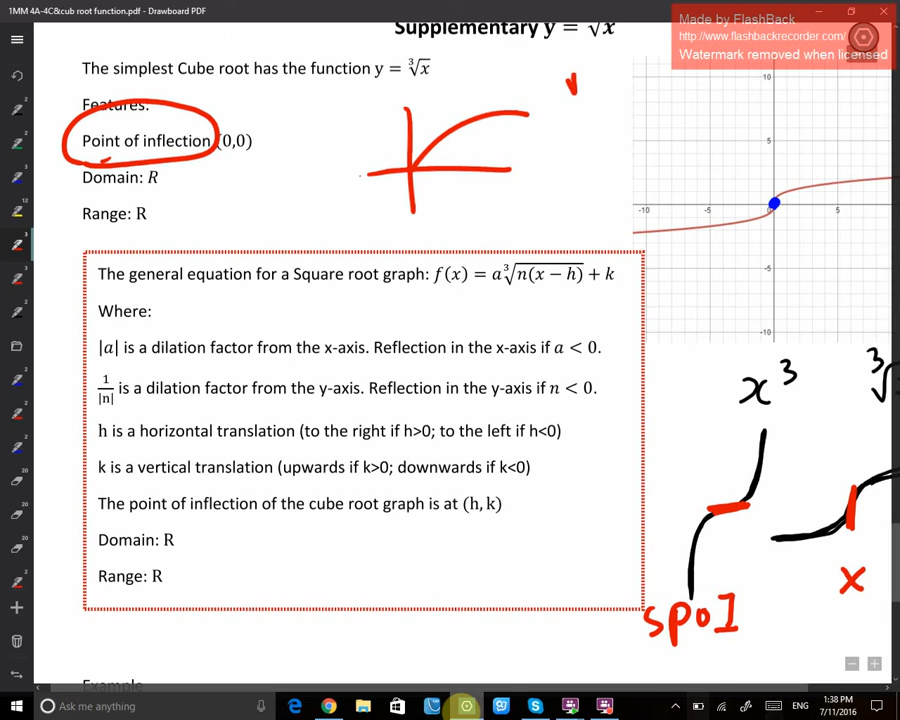 1MM 4A-4C&cub root function.pdf - Drawboard PDF
Made by FlashBack
http://www.flashbackrecorder.com/
Watermark removed when licensed
Supplementary y = √x
The simplest Cube root has the function y = ∛x
Features:
Point of inflection (0,0)
Domain: R
Range: R
10
5
-10
-5
0
5
-5
-10
The general equation for a Square root graph: f(x) = a∛n(x − h) + k
Where:
|a| is a dilation factor from the x-axis. Reflection in the x-axis if a < 0.
1/|n| is a dilation factor from the y-axis. Reflection in the y-axis if n < 0.
h is a horizontal translation (to the right if h>0; to the left if h<0)
k is a vertical translation (upwards if k>0; downwards if k<0)
The point of inflection of the cube root graph is at (h, k)
Domain: R
Range: R
x³
SPOI
x
Example
Ask me anything
ENG
1:38 PM
7/11/2016